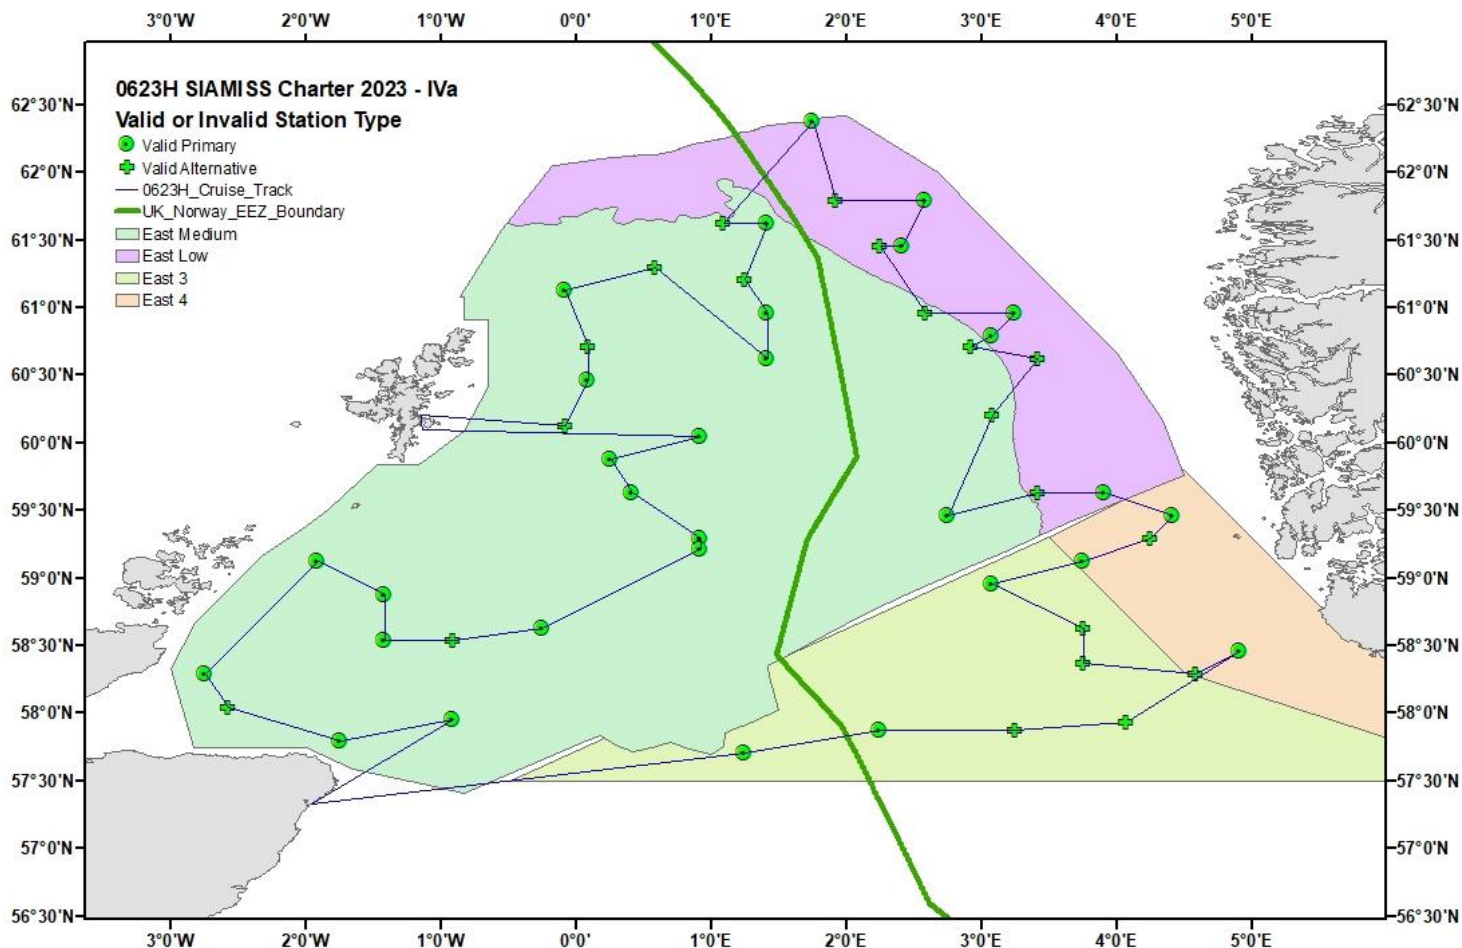 3°0'W 2°0'W 1°0'W 0°0' 1°0'E 2°0'E 3°0'E 4°0'E 5°0'E
0623H SIAMISS Charter 2023 - IVa
Valid or Invalid Station Type
Valid Primary
Valid Alternative
0623H_Cruise_Track
UK_Norway_EEZ_Boundary
East Medium
East Low
East 3
East 4
62°30'N 62°30'N
62°0'N 62°0'N
61°30'N 61°30'N
61°0'N 61°0'N
60°30'N 60°30'N
60°0'N 60°0'N
59°30'N 59°30'N
59°0'N 59°0'N
58°30'N 58°30'N
58°0'N 58°0'N
57°30'N 57°30'N
57°0'N 57°0'N
56°30'N 56°30'N
3°0'W 2°0'W 1°0'W 0°0' 1°0'E 2°0'E 3°0'E 4°0'E 5°0'E